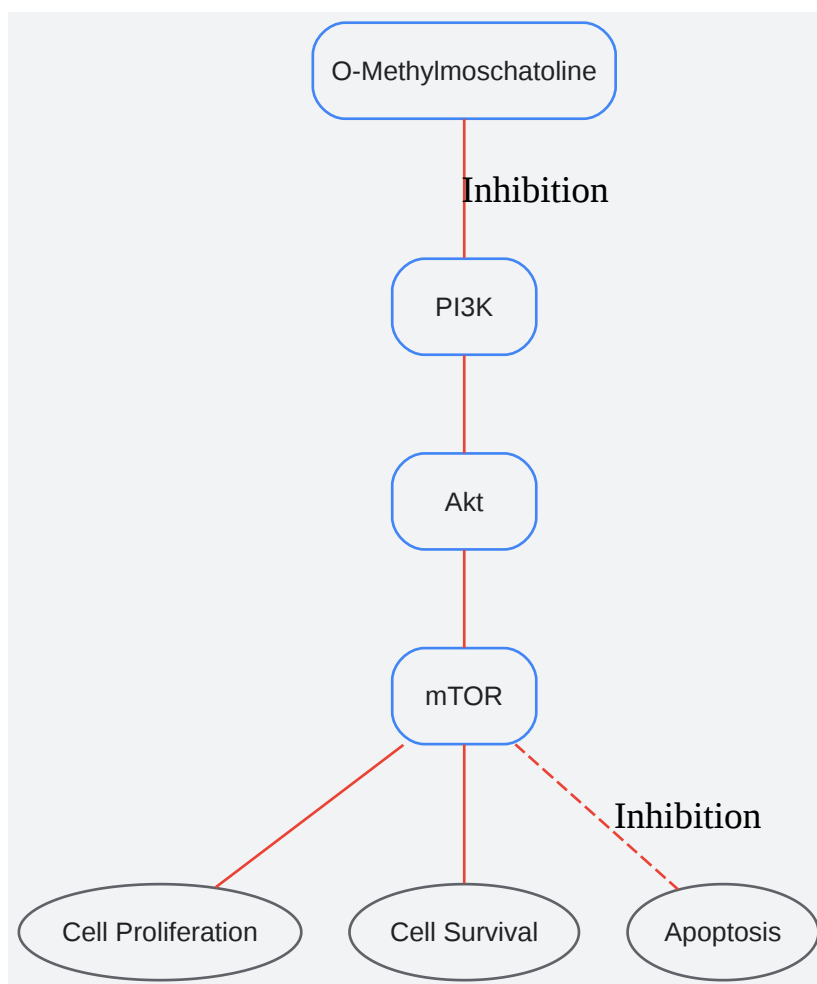 O-Methylmoschatoline
Inhibition
PI3K
Akt
mTOR
Inhibition
Cell Proliferation
Cell Survival
Apoptosis